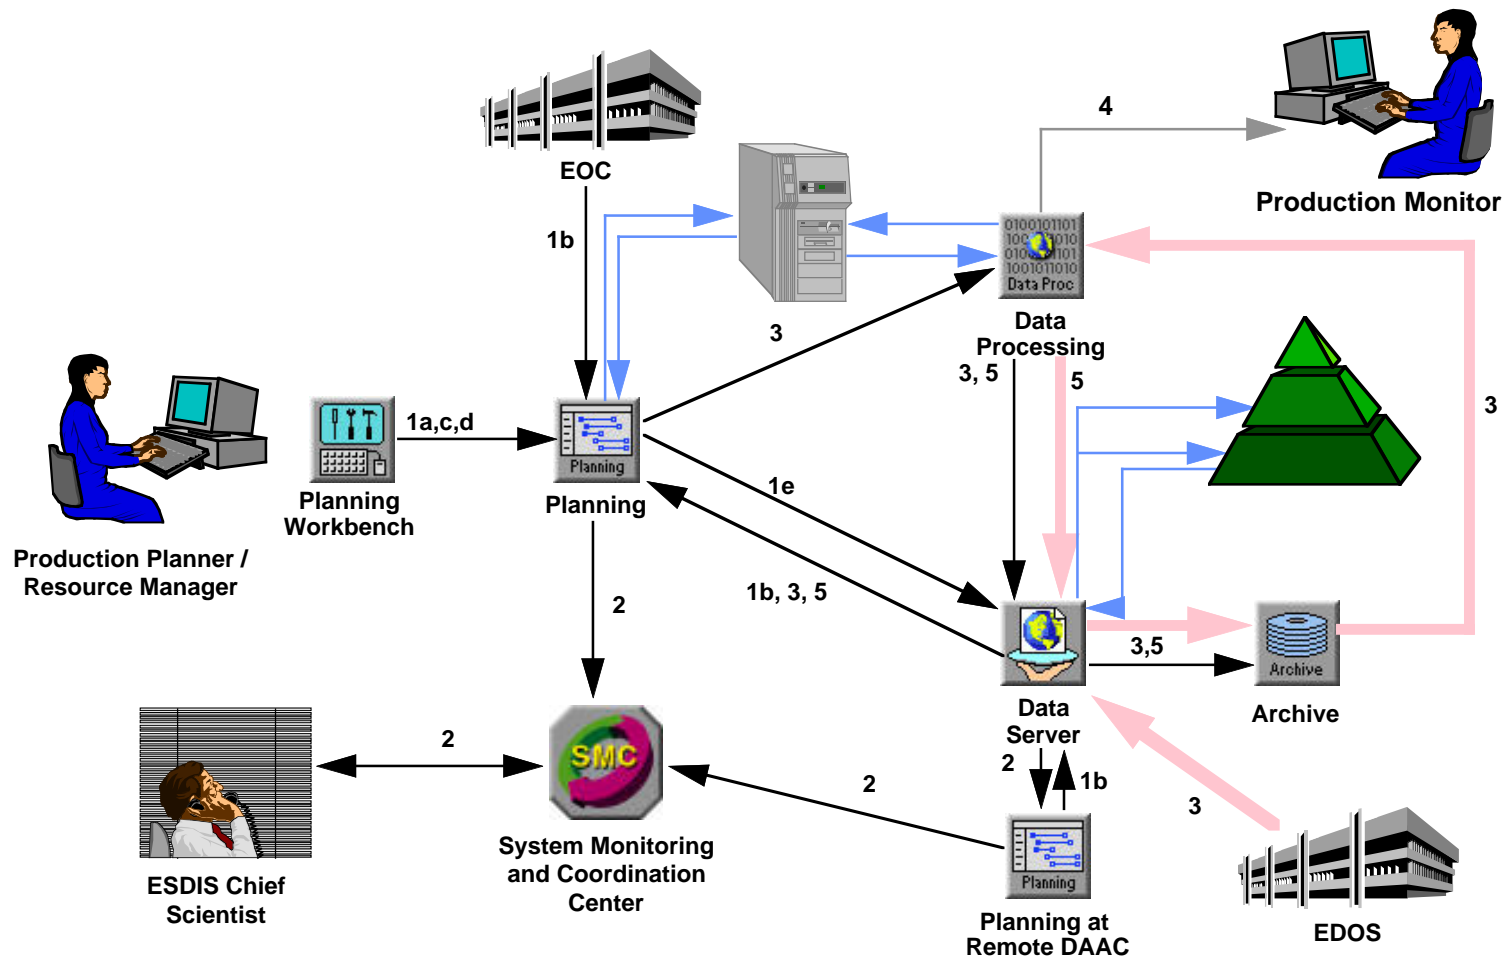 4
Production Monitor
EOC
1b
0100101101
1001011010
Data Proc
Data
Processing
3
3, 5
5
3
1a,c,d
Planning
Planning
Workbench
Planning
1e
Production Planner /
Resource Manager
1b, 3, 5
2
3,5
Archive
Archive
Data
Server
2
SMC
2
1b
2
3
System Monitoring
and Coordination
Center
ESDIS Chief
Scientist
Planning
Planning at
Remote DAAC
EDOS